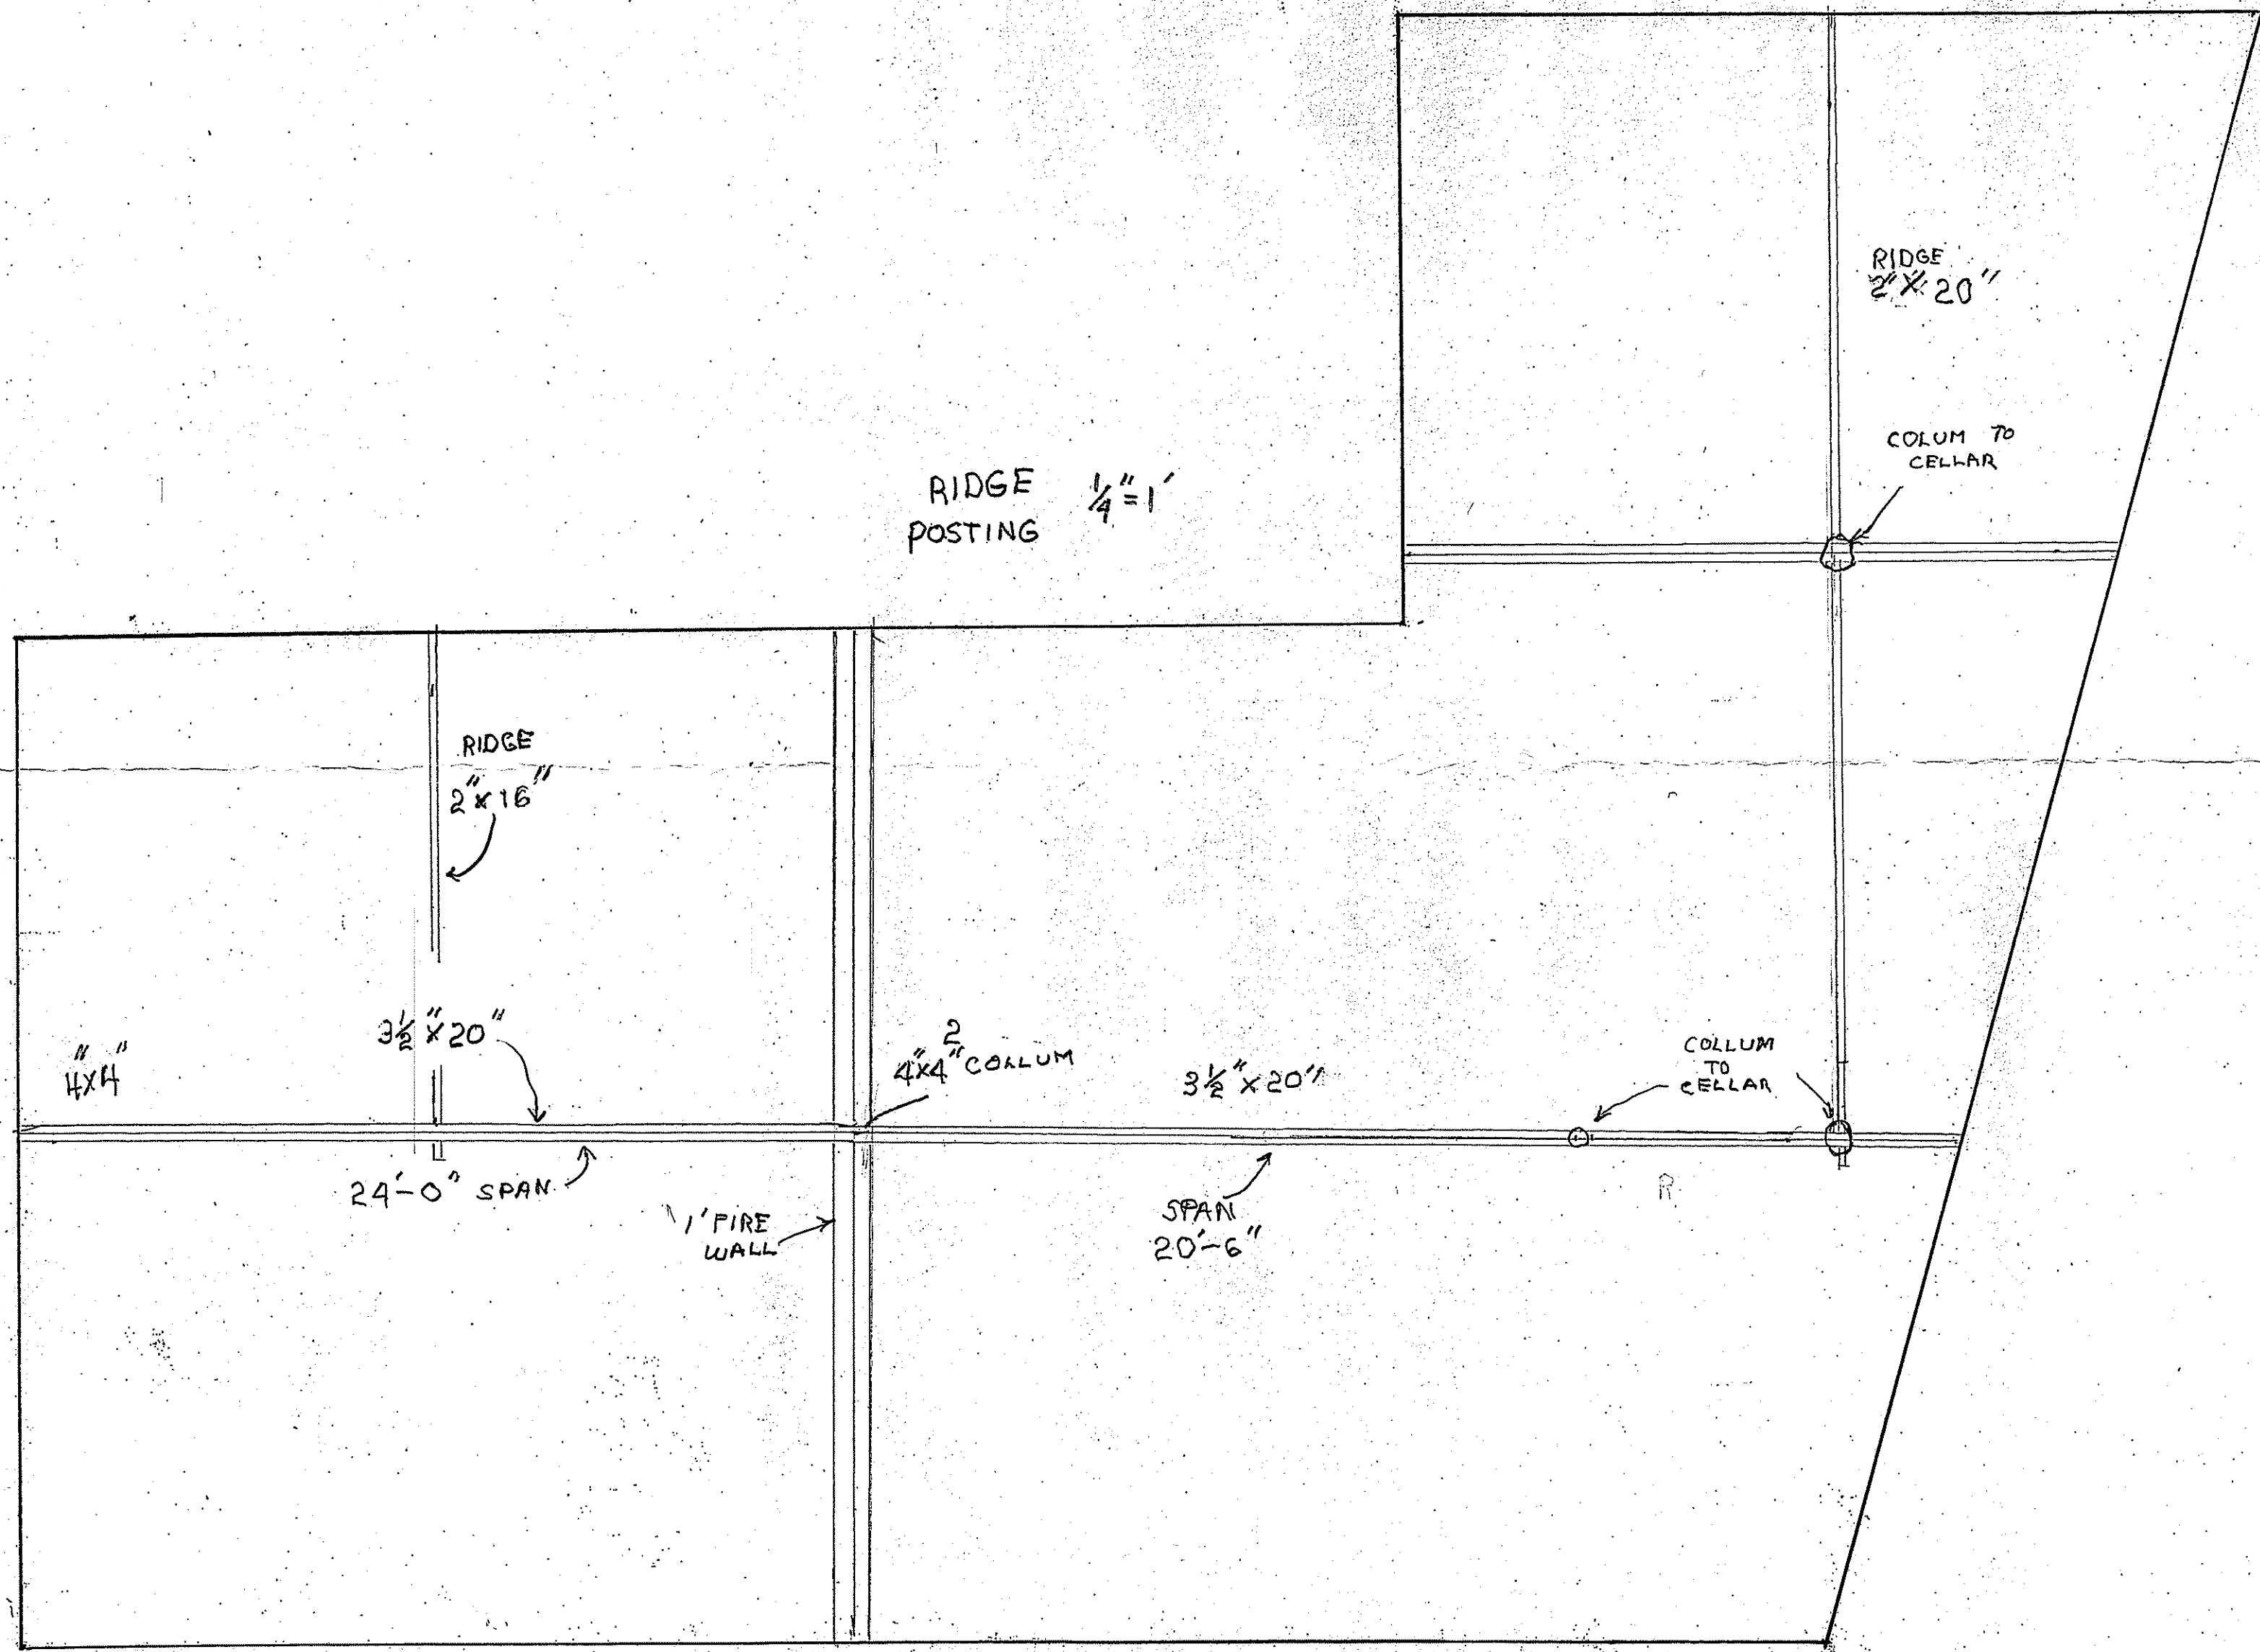 RIDGE
2"X 20"
COLUM TO
CELLAR
RIDGE 1/4"=1'
POSTING
RIDGE
2"x16"
3 1/2"x20"
4"x4"
2
4"x4" COLLUM
3 1/2"x20"
COLLUM
TO
CELLAR
24'-0" SPAN
1' FIRE
WALL
SPAN
20'-6"
R